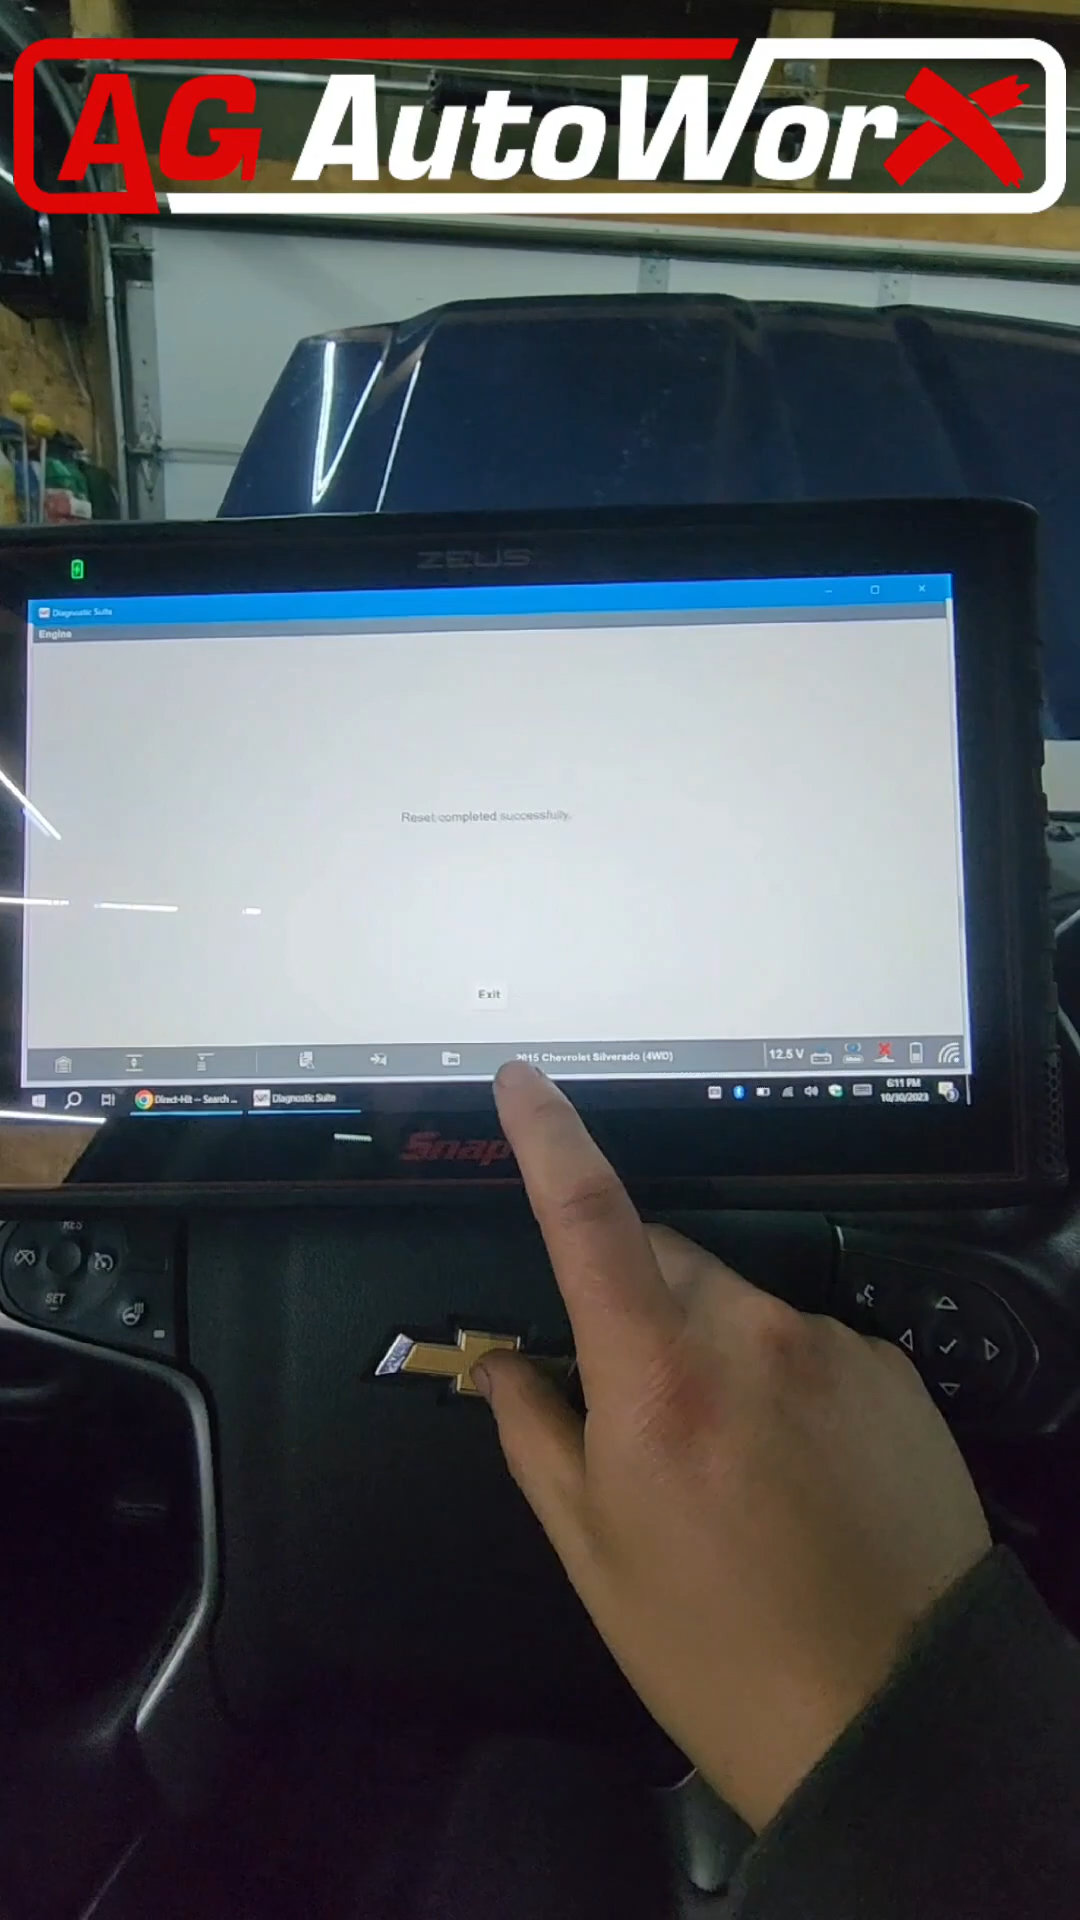 AG AutoWorX
ZEUS
Diagnostic Suite
Engine
Reset completed successfully.
Exit
2015 Chevrolet Silverado (4WD)
12.5 V
Direct-Hit -- Search ...
Diagnostic Suite
6:11 PM
10/30/2023
Snap
RES
SET